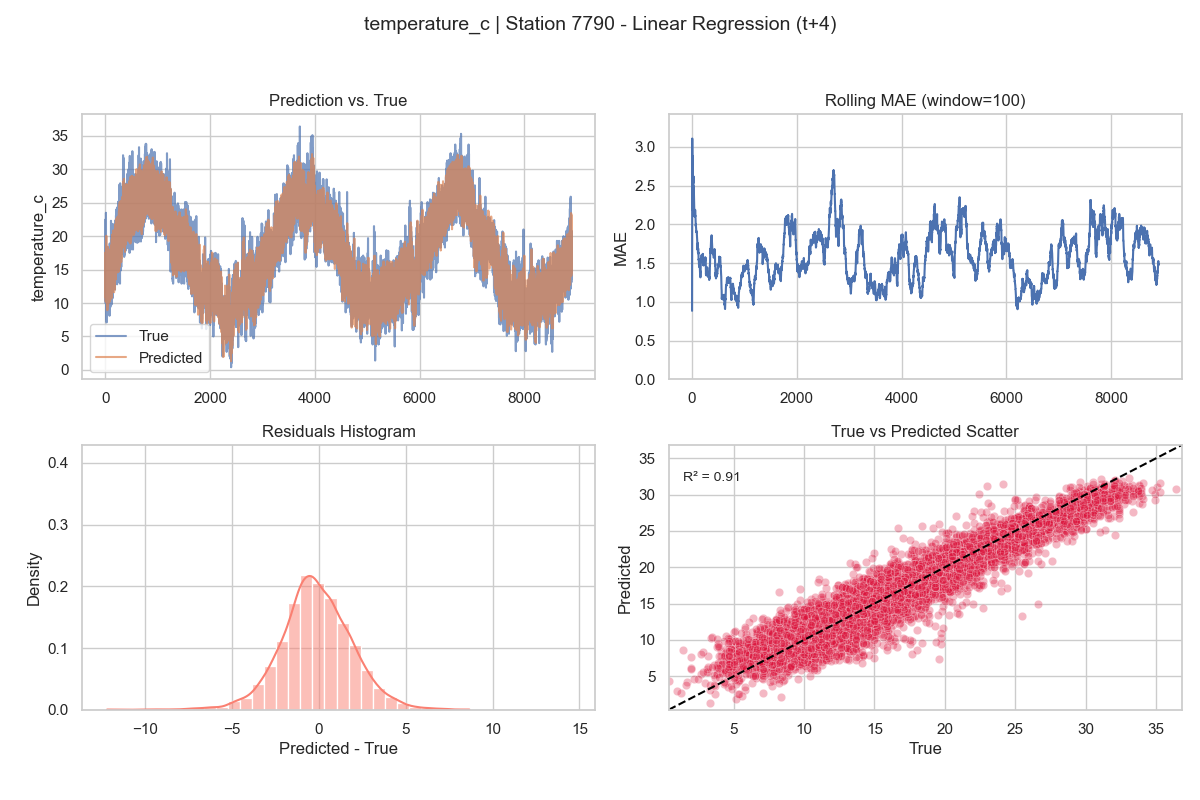 temperature_c | Station 7790 - Linear Regression (t+4)
Prediction vs. True
temperature_c
35
30
25
20
15
10
5
0
True
Predicted
0 2000 4000 6000 8000
Rolling MAE (window=100)
MAE
3.0
2.5
2.0
1.5
1.0
0.5
0.0
0 2000 4000 6000 8000
Residuals Histogram
Density
0.4
0.3
0.2
0.1
0.0
−10 −5 0 5 10 15
Predicted - True
True vs Predicted Scatter
R² = 0.91
Predicted
35
30
25
20
15
10
5
5 10 15 20 25 30 35
True